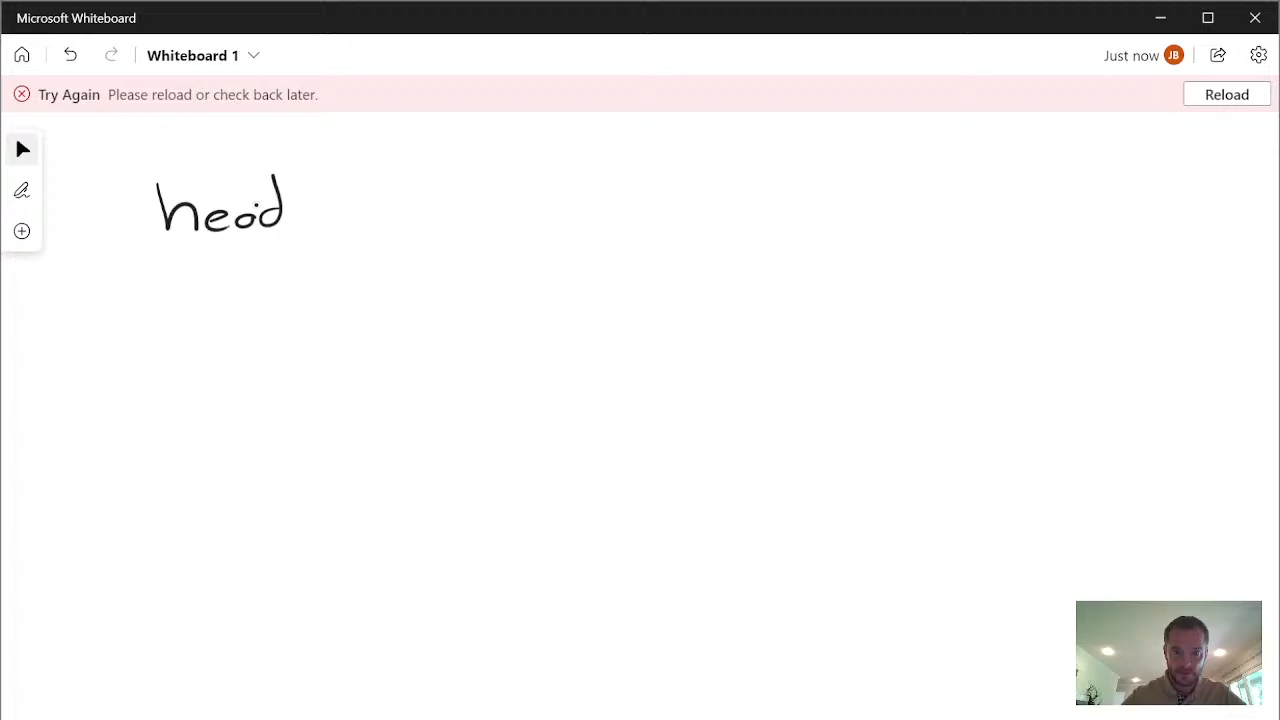 Microsoft Whiteboard
Whiteboard 1
Just now JB
Try Again Please reload or check back later.
Reload
head